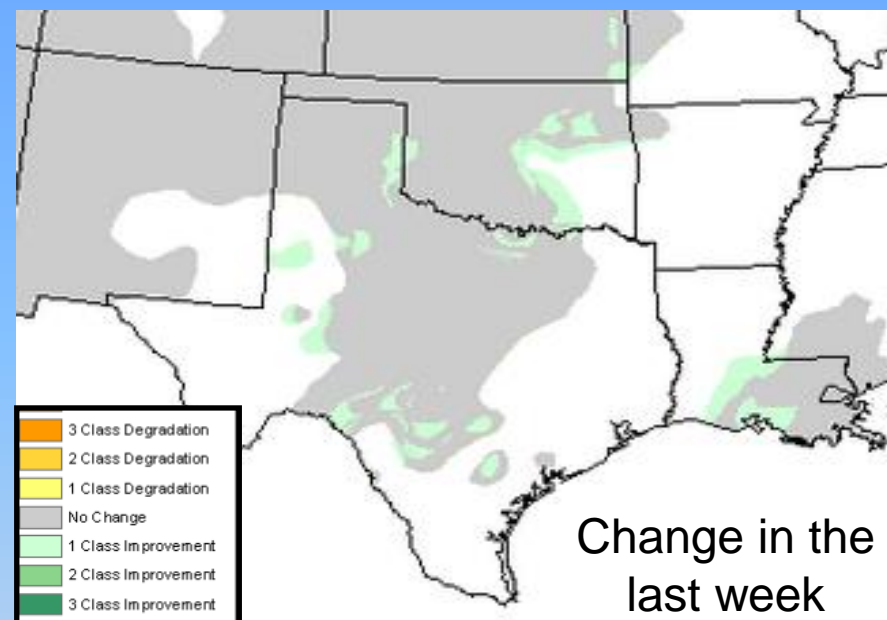 3 Class Degradation
2 Class Degradation
1 Class Degradation
No Change
1 Class Improvement
2 Class Improvement
3 Class Improvement
Change in the
last week